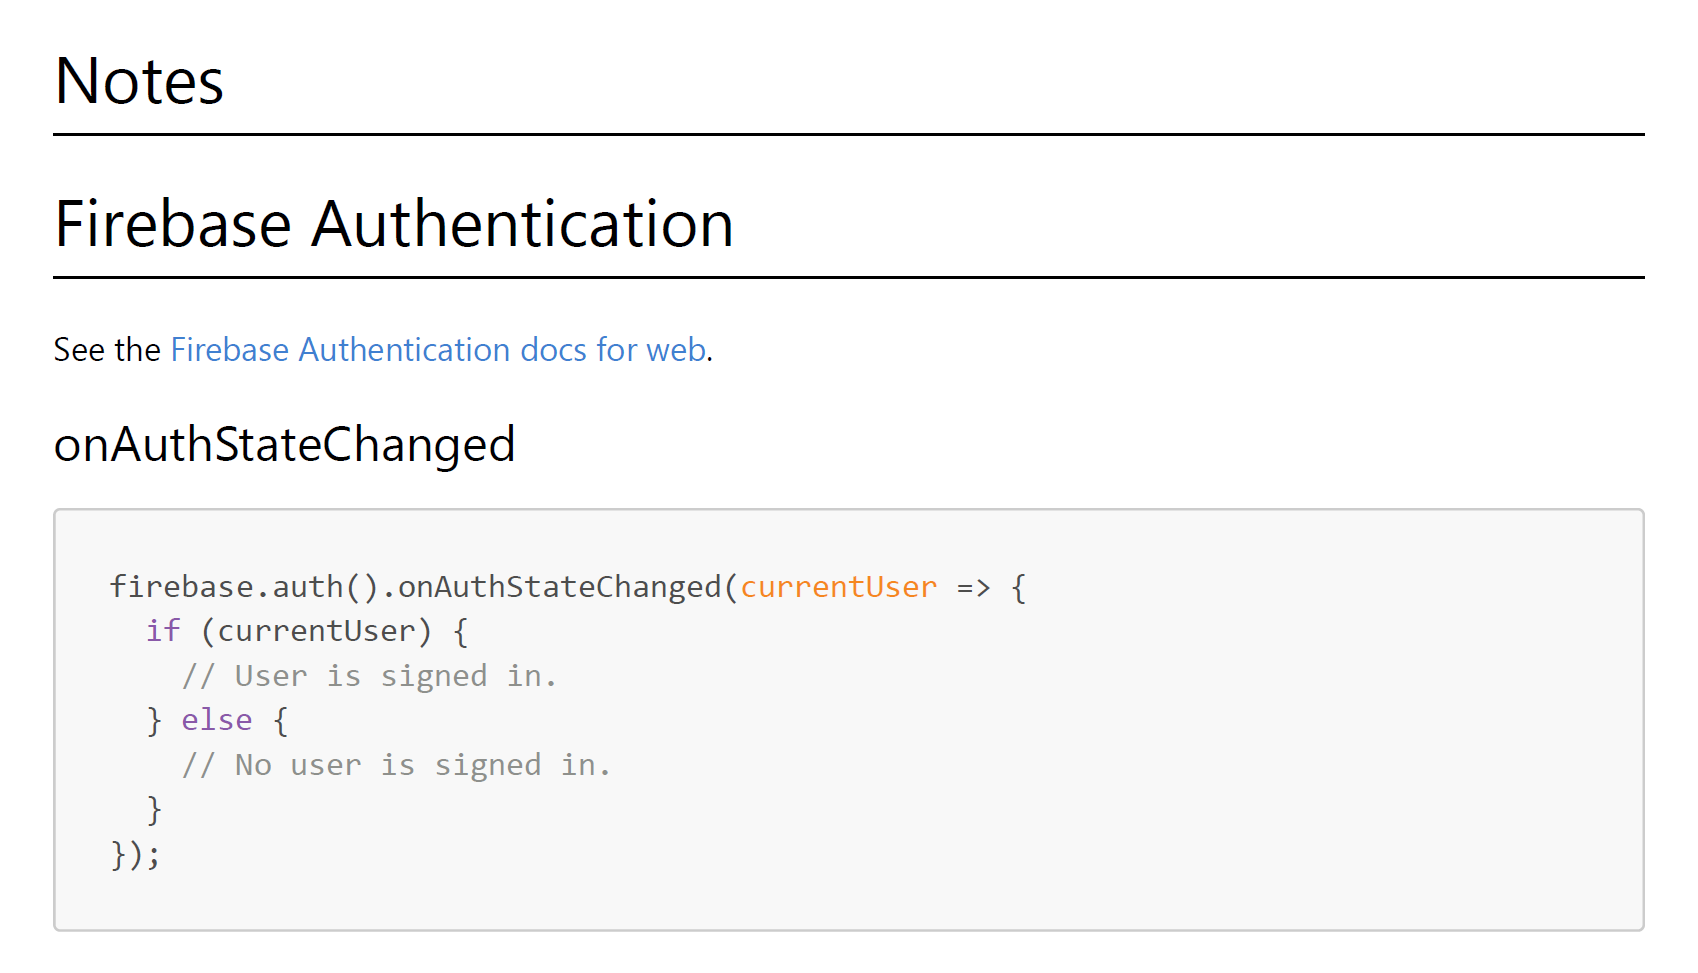 Notes
Firebase Authentication
See the Firebase Authentication docs for web.
onAuthStateChanged
firebase.auth().onAuthStateChanged(currentUser => {
  if (currentUser) {
    // User is signed in.
  } else {
    // No user is signed in.
  }
});